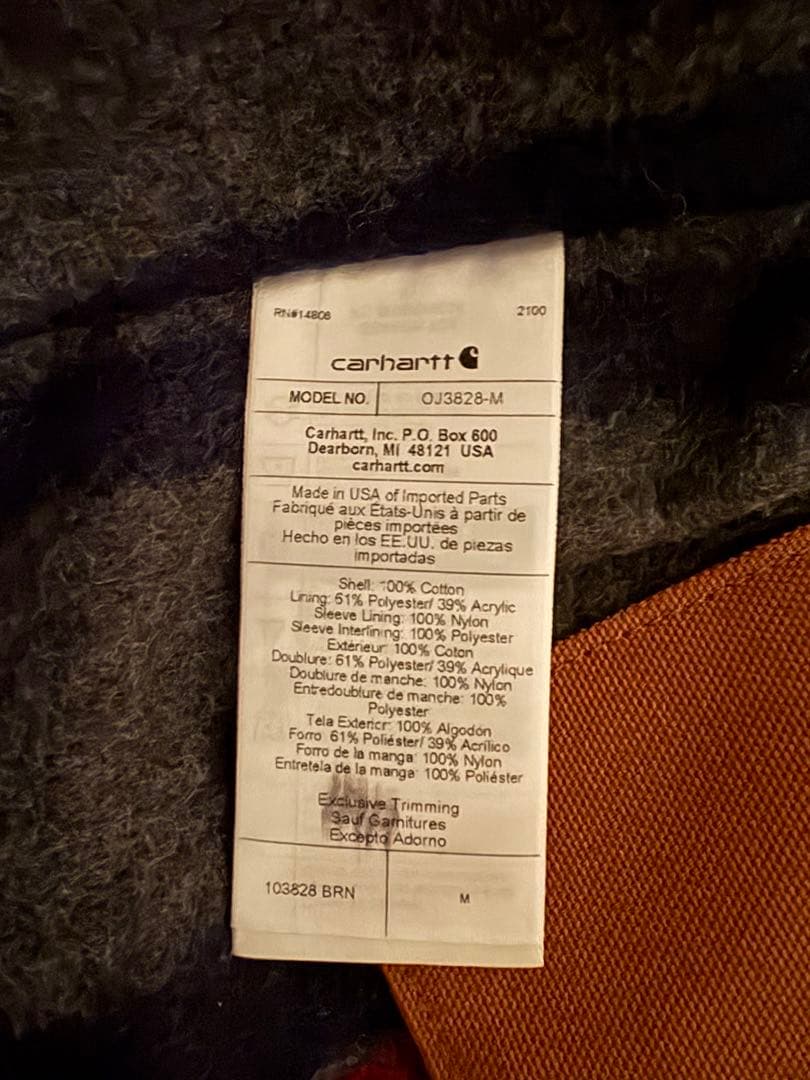 RN#14806 2100
carhartt
MODEL NO. OJ3828-M
Carhartt, Inc. P.O. Box 600
Dearborn, MI 48121 USA
carhartt.com
Made in USA of Imported Parts
Fabriqué aux États-Unis à partir de
pièces importées
Hecho en los EE.UU. de piezas
importadas
Shell: 100% Cotton
Lining: 61% Polyester/ 39% Acrylic
Sleeve Lining: 100% Nylon
Sleeve Interlining: 100% Polyester
Extérieur: 100% Coton
Doublure: 61% Polyester/ 39% Acrylique
Doublure de manche: 100% Nylon
Entredoublure de manche: 100%
Polyester
Tela Exterior: 100% Algodón
Forro 61% Poliéster/ 39% Acrílico
Forro de la manga: 100% Nylon
Entretela de la manga: 100% Poliéster
Exclusive Trimming
Sauf Garnitures
Excepto Adorno
103828 BRN M